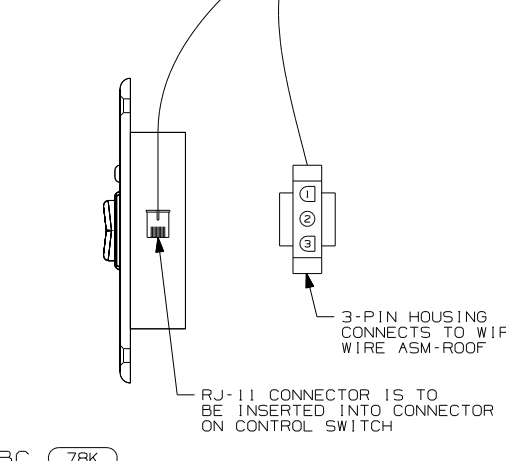 1
2
3
3-PIN HOUSING
CONNECTS TO
WIRE ASM-ROOF
RJ-11 CONNECTOR IS TO
BE INSERTED INTO CONNECTOR
ON CONTROL SWITCH
78K